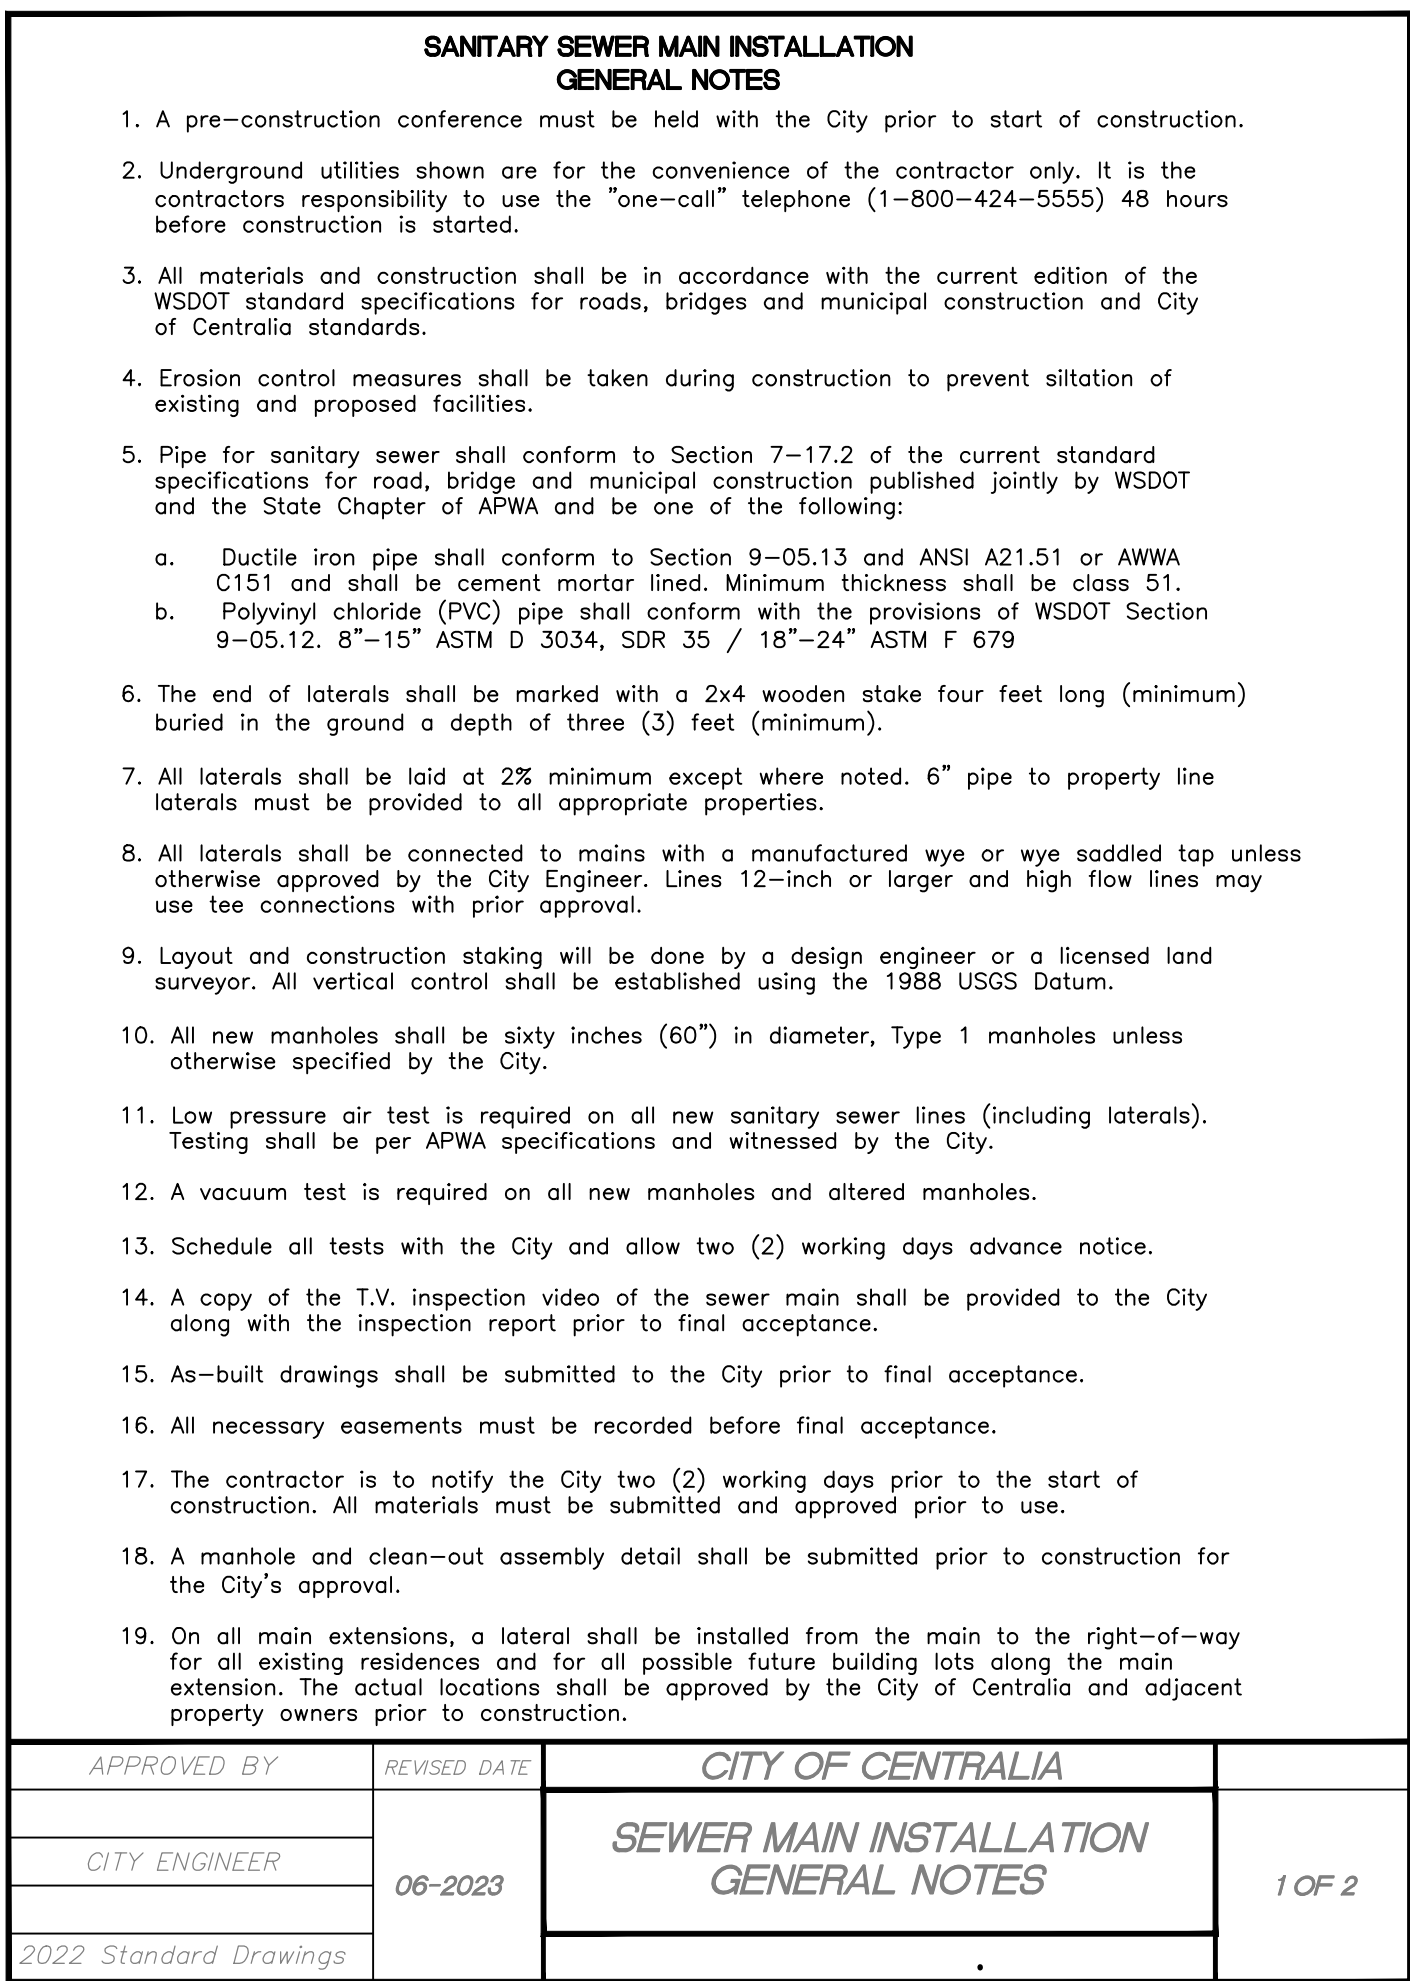 SANITARY SEWER MAIN INSTALLATION
GENERAL NOTES
1. A pre-construction conference must be held with the City prior to start of construction.
2. Underground utilities shown are for the convenience of the contractor only. It is the
contractors responsibility to use the "one-call" telephone (1-800-424-5555) 48 hours
before construction is started.
3. All materials and construction shall be in accordance with the current edition of the
WSDOT standard specifications for roads, bridges and municipal construction and City
of Centralia standards.
4. Erosion control measures shall be taken during construction to prevent siltation of
existing and proposed facilities.
5. Pipe for sanitary sewer shall conform to Section 7-17.2 of the current standard
specifications for road, bridge and municipal construction published jointly by WSDOT
and the State Chapter of APWA and be one of the following:
a. Ductile iron pipe shall conform to Section 9-05.13 and ANSI A21.51 or AWWA
C151 and shall be cement mortar lined. Minimum thickness shall be class 51.
b. Polyvinyl chloride (PVC) pipe shall conform with the provisions of WSDOT Section
9-05.12. 8"-15" ASTM D 3034, SDR 35 / 18"-24" ASTM F 679
6. The end of laterals shall be marked with a 2x4 wooden stake four feet long (minimum)
buried in the ground a depth of three (3) feet (minimum).
7. All laterals shall be laid at 2% minimum except where noted. 6" pipe to property line
laterals must be provided to all appropriate properties.
8. All laterals shall be connected to mains with a manufactured wye or wye saddled tap unless
otherwise approved by the City Engineer. Lines 12-inch or larger and high flow lines may
use tee connections with prior approval.
9. Layout and construction staking will be done by a design engineer or a licensed land
surveyor. All vertical control shall be established using the 1988 USGS Datum.
10. All new manholes shall be sixty inches (60") in diameter, Type 1 manholes unless
otherwise specified by the City.
11. Low pressure air test is required on all new sanitary sewer lines (including laterals).
Testing shall be per APWA specifications and witnessed by the City.
12. A vacuum test is required on all new manholes and altered manholes.
13. Schedule all tests with the City and allow two (2) working days advance notice.
14. A copy of the T.V. inspection video of the sewer main shall be provided to the City
along with the inspection report prior to final acceptance.
15. As-built drawings shall be submitted to the City prior to final acceptance.
16. All necessary easements must be recorded before final acceptance.
17. The contractor is to notify the City two (2) working days prior to the start of
construction. All materials must be submitted and approved prior to use.
18. A manhole and clean-out assembly detail shall be submitted prior to construction for
the City's approval.
19. On all main extensions, a lateral shall be installed from the main to the right-of-way
for all existing residences and for all possible future building lots along the main
extension. The actual locations shall be approved by the City of Centralia and adjacent
property owners prior to construction.
APPROVED BY
CITY ENGINEER
2022 Standard Drawings
REVISED DATE
06-2023
CITY OF CENTRALIA
SEWER MAIN INSTALLATION
GENERAL NOTES
1 OF 2